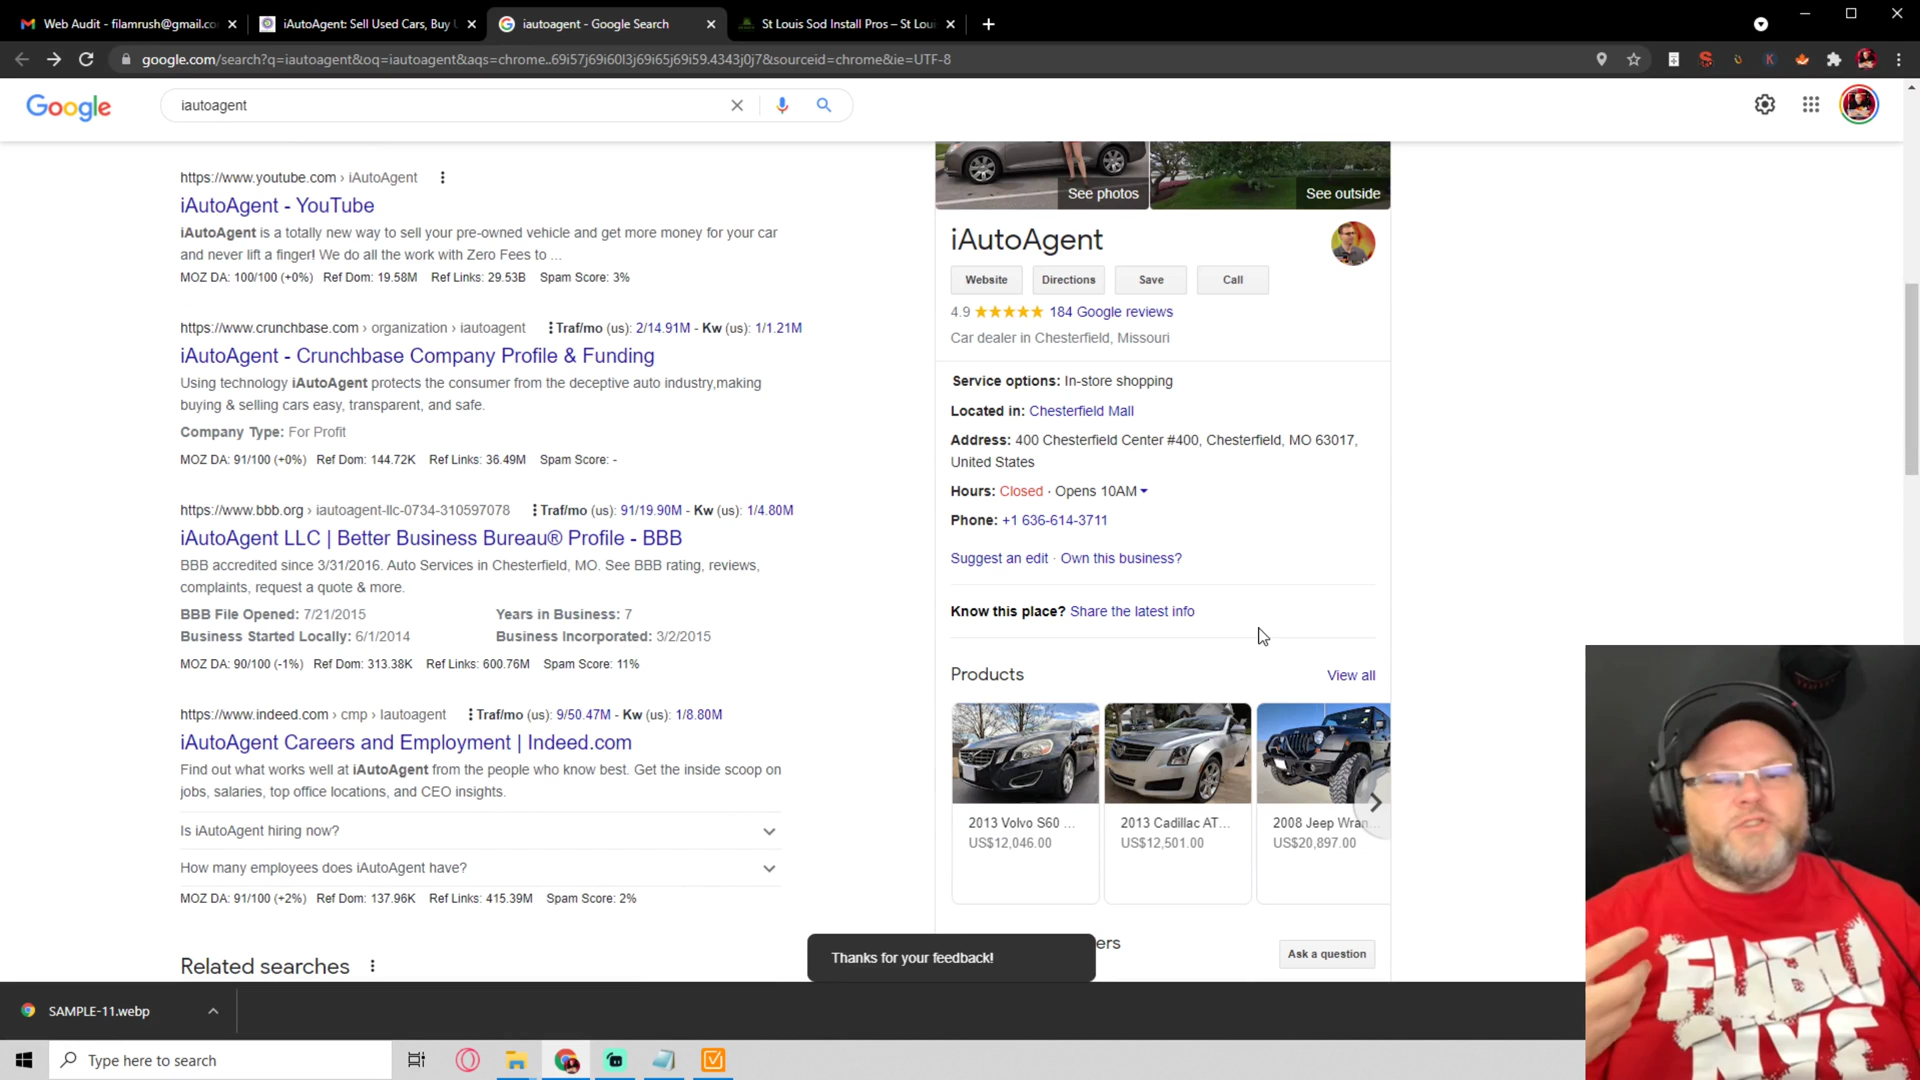 Web Audit - filamrush@gmail.co
iAutoAgent: Sell Used Cars, Buy U
iautoagent - Google Search
St Louis Sod Install Pros – St Loui
google.com/search?q=iautoagent&oq=iautoagent&aqs=chrome..69i57j69i60l3j69i65j69i59.4343j0j7&sourceid=chrome&ie=UTF-8
Google
iautoagent
https://www.youtube.com › iAutoAgent
iAutoAgent - YouTube
iAutoAgent is a totally new way to sell your pre-owned vehicle and get more money for your car
and never lift a finger! We do all the work with Zero Fees to ...
MOZ DA: 100/100 (+0%) Ref Dom: 19.58M Ref Links: 29.53B Spam Score: 3%
https://www.crunchbase.com › organization › iautoagent Traf/mo (us): 2/14.91M - Kw (us): 1/1.21M
iAutoAgent - Crunchbase Company Profile & Funding
Using technology iAutoAgent protects the consumer from the deceptive auto industry,making
buying & selling cars easy, transparent, and safe.
Company Type: For Profit
MOZ DA: 91/100 (+0%) Ref Dom: 144.72K Ref Links: 36.49M Spam Score: -
https://www.bbb.org › iautoagent-llc-0734-310597078 Traf/mo (us): 91/19.90M - Kw (us): 1/4.80M
iAutoAgent LLC | Better Business Bureau® Profile - BBB
BBB accredited since 3/31/2016. Auto Services in Chesterfield, MO. See BBB rating, reviews,
complaints, request a quote & more.
BBB File Opened: 7/21/2015 Years in Business: 7
Business Started Locally: 6/1/2014 Business Incorporated: 3/2/2015
MOZ DA: 90/100 (-1%) Ref Dom: 313.38K Ref Links: 600.76M Spam Score: 11%
https://www.indeed.com › cmp › Iautoagent Traf/mo (us): 9/50.47M - Kw (us): 1/8.80M
iAutoAgent Careers and Employment | Indeed.com
Find out what works well at iAutoAgent from the people who know best. Get the inside scoop on
jobs, salaries, top office locations, and CEO insights.
Is iAutoAgent hiring now?
How many employees does iAutoAgent have?
MOZ DA: 91/100 (+2%) Ref Dom: 137.96K Ref Links: 415.39M Spam Score: 2%
Related searches
See photos
See outside
iAutoAgent
Website Directions Save Call
4.9 184 Google reviews
Car dealer in Chesterfield, Missouri
Service options: In-store shopping
Located in: Chesterfield Mall
Address: 400 Chesterfield Center #400, Chesterfield, MO 63017,
United States
Hours: Closed · Opens 10AM
Phone: +1 636-614-3711
Suggest an edit · Own this business?
Know this place? Share the latest info
Products View all
2013 Volvo S60 ... 2013 Cadillac AT... 2008 Jeep Wran...
US$12,046.00 US$12,501.00 US$20,897.00
ers
Ask a question
Thanks for your feedback!
SAMPLE-11.webp
Type here to search
FUBU
NYC